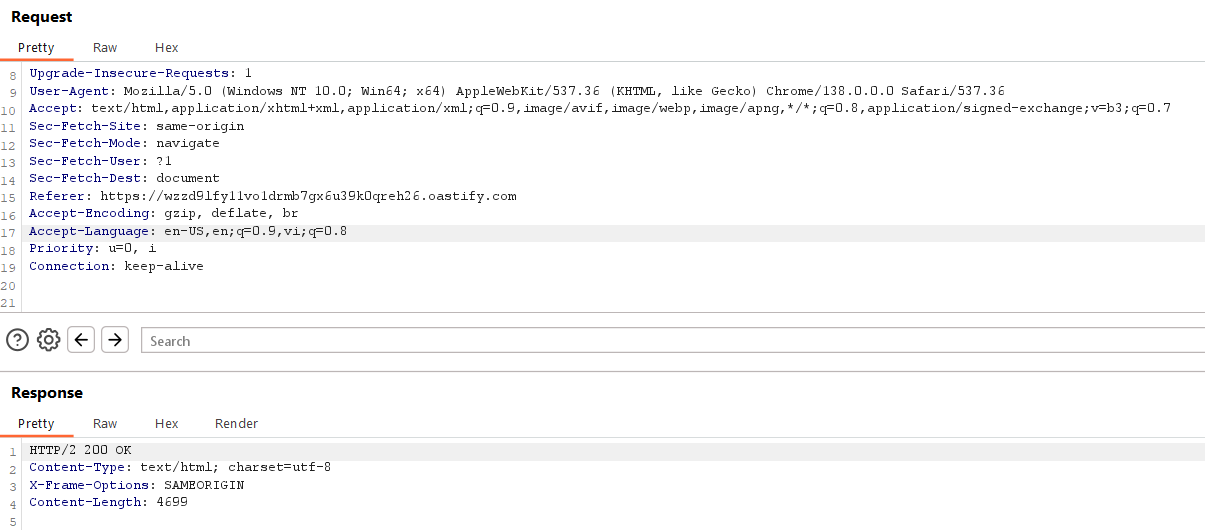 Request
Pretty Raw Hex
8 Upgrade-Insecure-Requests: 1
9 User-Agent: Mozilla/5.0 (Windows NT 10.0; Win64; x64) AppleWebKit/537.36 (KHTML, like Gecko) Chrome/138.0.0.0 Safari/537.36
10 Accept: text/html,application/xhtml+xml,application/xml;q=0.9,image/avif,image/webp,image/apng,*/*;q=0.8,application/signed-exchange;v=b3;q=0.7
11 Sec-Fetch-Site: same-origin
12 Sec-Fetch-Mode: navigate
13 Sec-Fetch-User: ?1
14 Sec-Fetch-Dest: document
15 Referer: https://wzzd9lfy11vo1drmb7gx6u39k0qreh26.oastify.com
16 Accept-Encoding: gzip, deflate, br
17 Accept-Language: en-US,en;q=0.9,vi;q=0.8
18 Priority: u=0, i
19 Connection: keep-alive
20
21
Search
Response
Pretty Raw Hex Render
1 HTTP/2 200 OK
2 Content-Type: text/html; charset=utf-8
3 X-Frame-Options: SAMEORIGIN
4 Content-Length: 4699
5